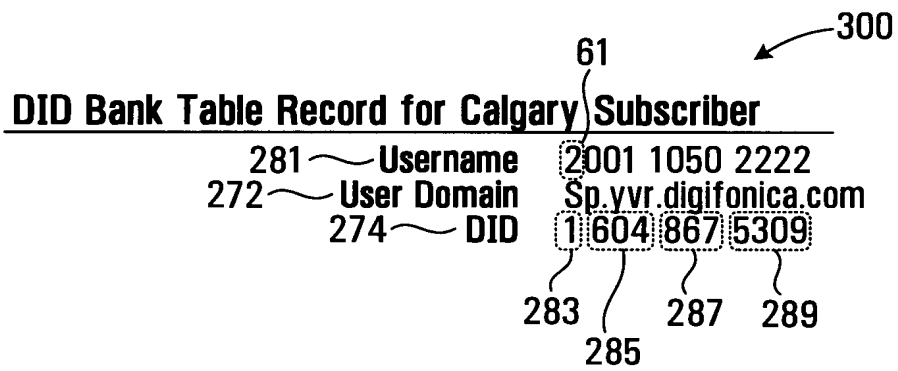 300
61
DID Bank Table Record for Calgary Subscriber
281 Username 2001 1050 2222
272 User Domain Sp.yvr.digifonica.com
274 DID 1 604 867 5309
283 287 289
285